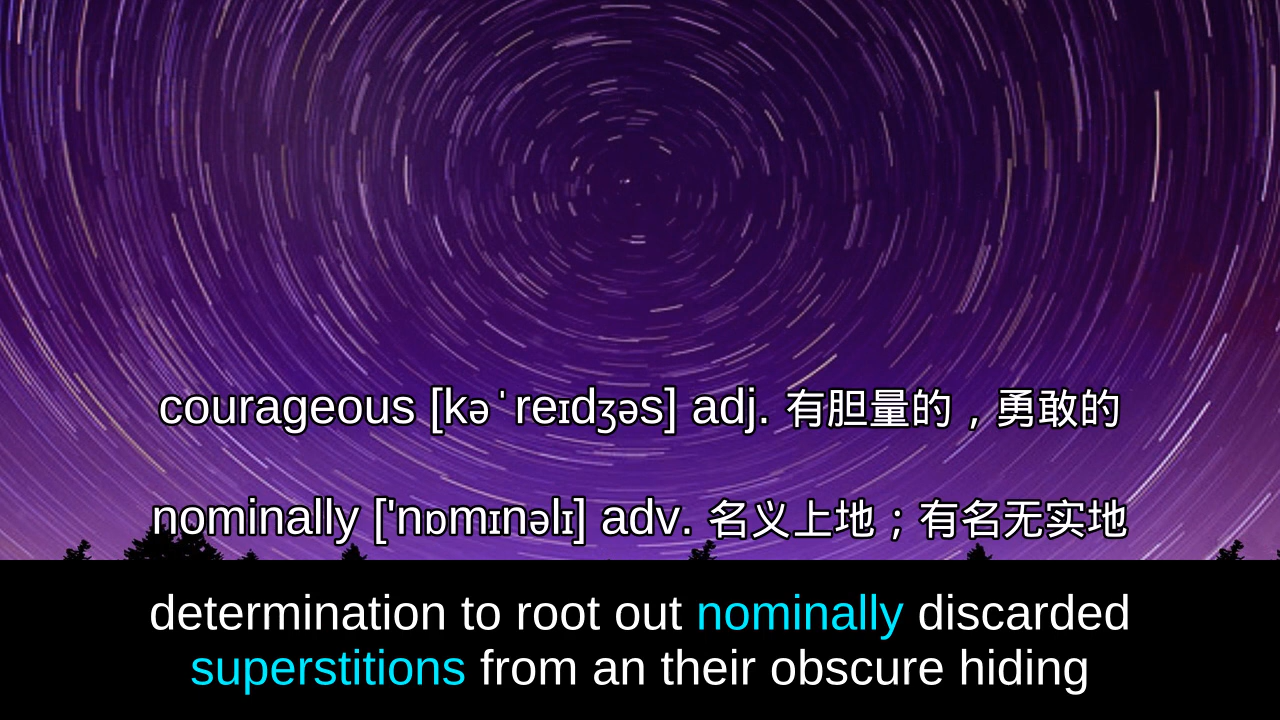 courageous [kəˈreɪdʒəs] adj. 有胆量的，勇敢的
nominally ['nɒmɪnəlɪ] adv. 名义上地；有名无实地
determination to root out nominally discarded
superstitions from an their obscure hiding